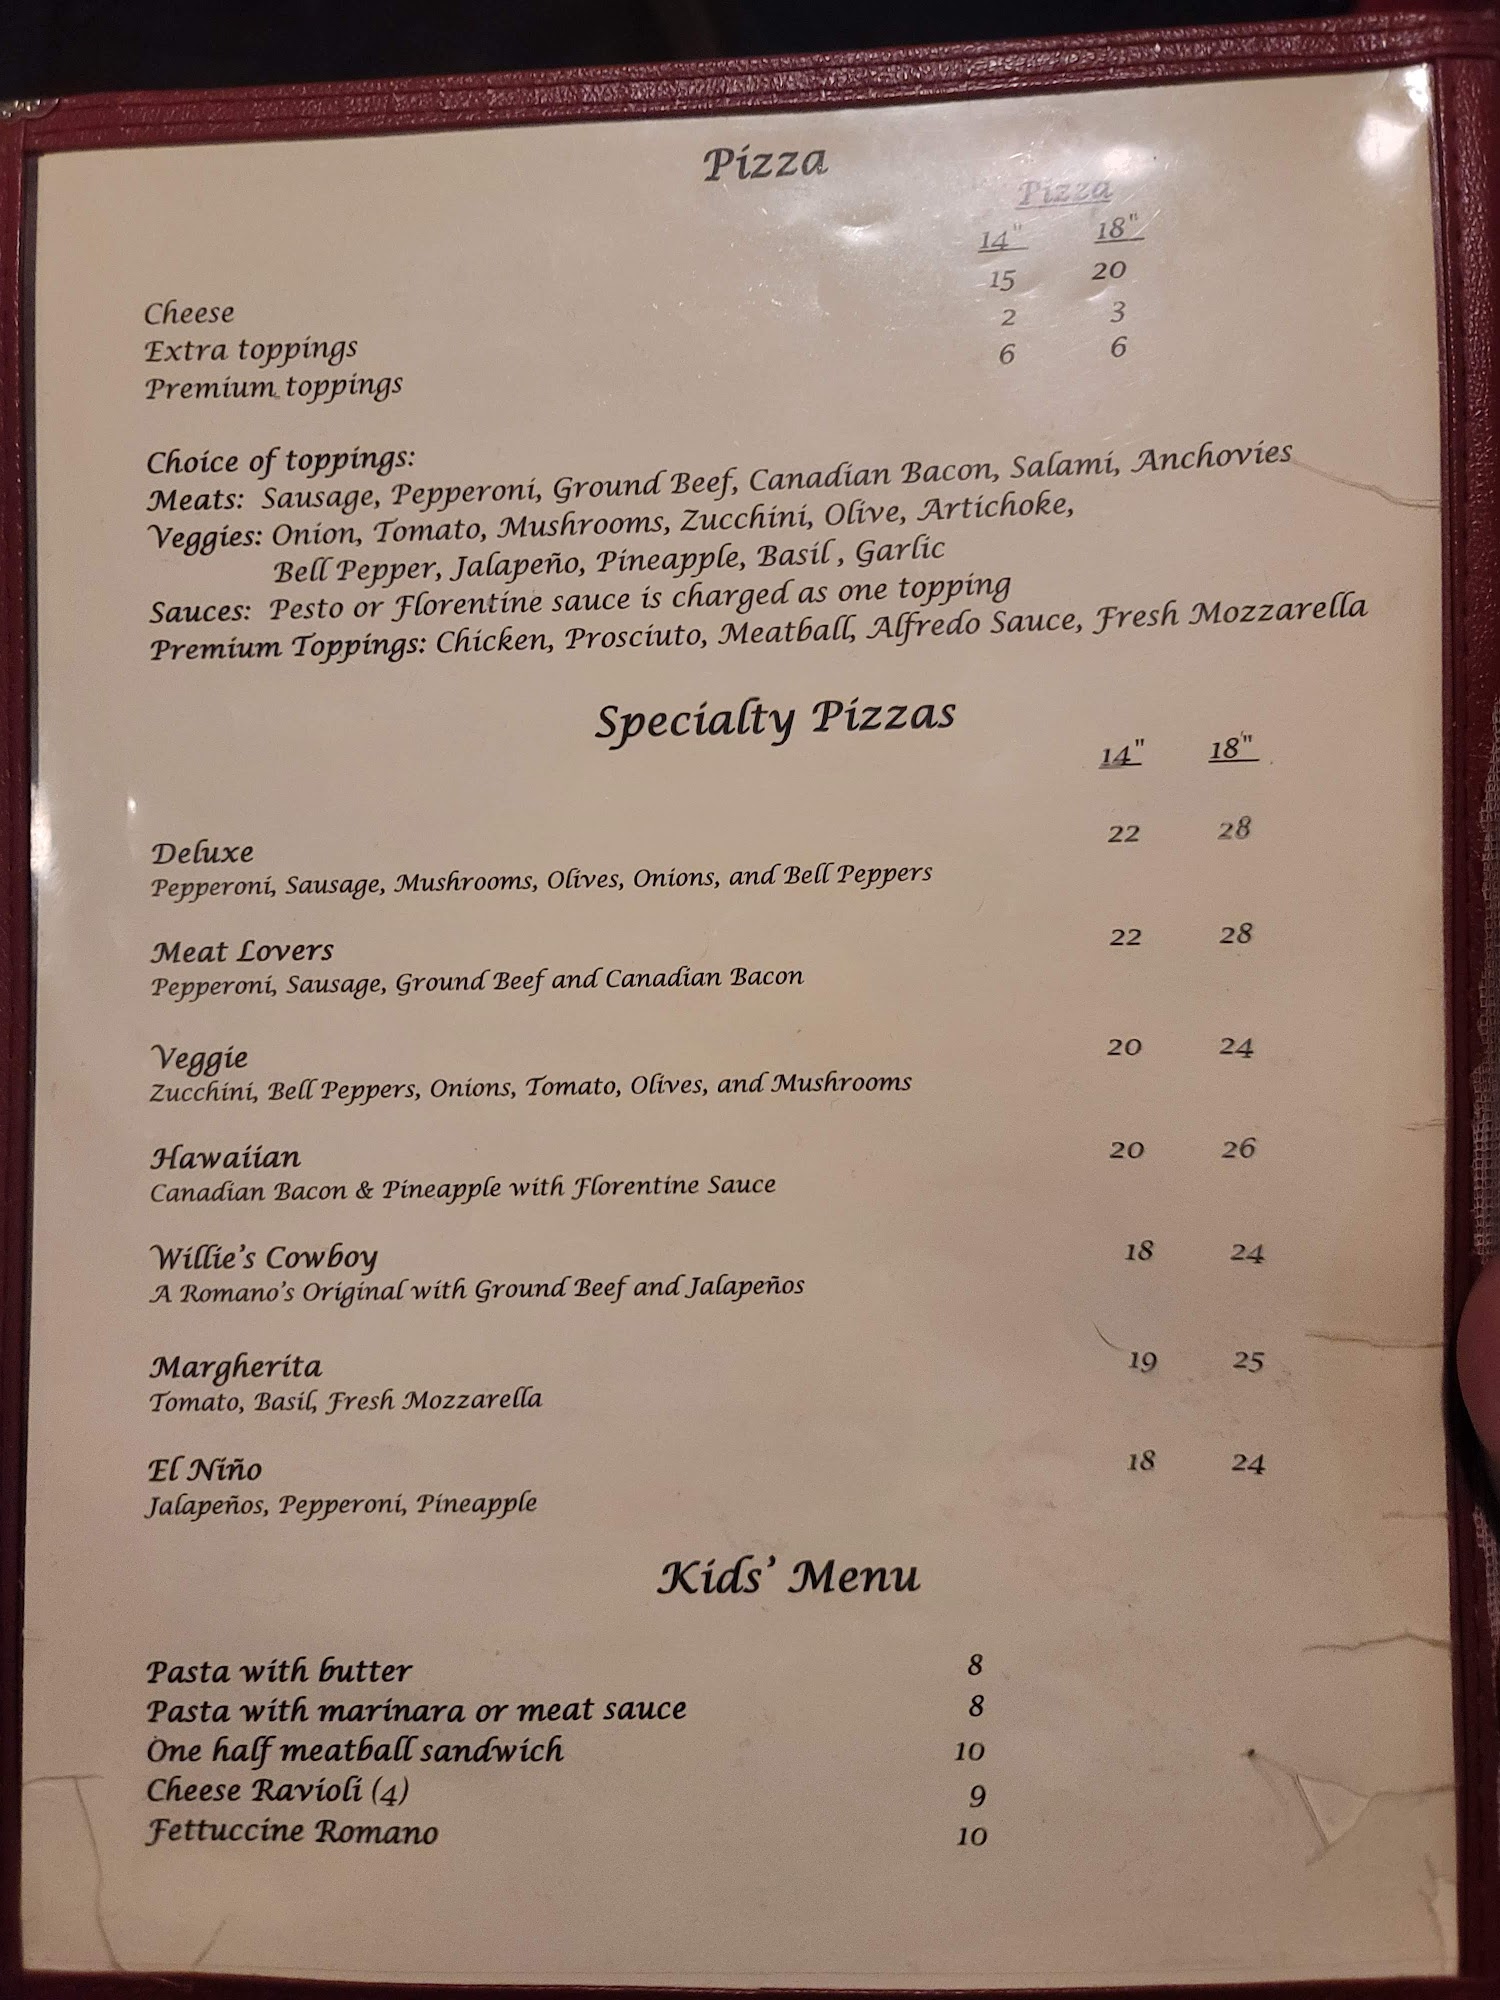 Pizza
Pizza
14" 18"
Cheese 15 20
Extra toppings 2 3
Premium toppings 6 6
Choice of toppings:
Meats: Sausage, Pepperoni, Ground Beef, Canadian Bacon, Salami, Anchovies
Veggies: Onion, Tomato, Mushrooms, Zucchini, Olive, Artichoke,
Bell Pepper, Jalapeño, Pineapple, Basil , Garlic
Sauces: Pesto or Florentine sauce is charged as one topping
Premium Toppings: Chicken, Prosciuto, Meatball, Alfredo Sauce, Fresh Mozzarella
Specialty Pizzas
14" 18"
Deluxe 22 28
Pepperoni, Sausage, Mushrooms, Olives, Onions, and Bell Peppers
Meat Lovers 22 28
Pepperoni, Sausage, Ground Beef and Canadian Bacon
Veggie 20 24
Zucchini, Bell Peppers, Onions, Tomato, Olives, and Mushrooms
Hawaiian 20 26
Canadian Bacon & Pineapple with Florentine Sauce
Willie's Cowboy 18 24
A Romano's Original with Ground Beef and Jalapeños
Margherita 19 25
Tomato, Basil, Fresh Mozzarella
El Niño 18 24
Jalapeños, Pepperoni, Pineapple
Kids' Menu
Pasta with butter 8
Pasta with marinara or meat sauce 8
One half meatball sandwich 10
Cheese Ravioli (4) 9
Fettuccine Romano 10